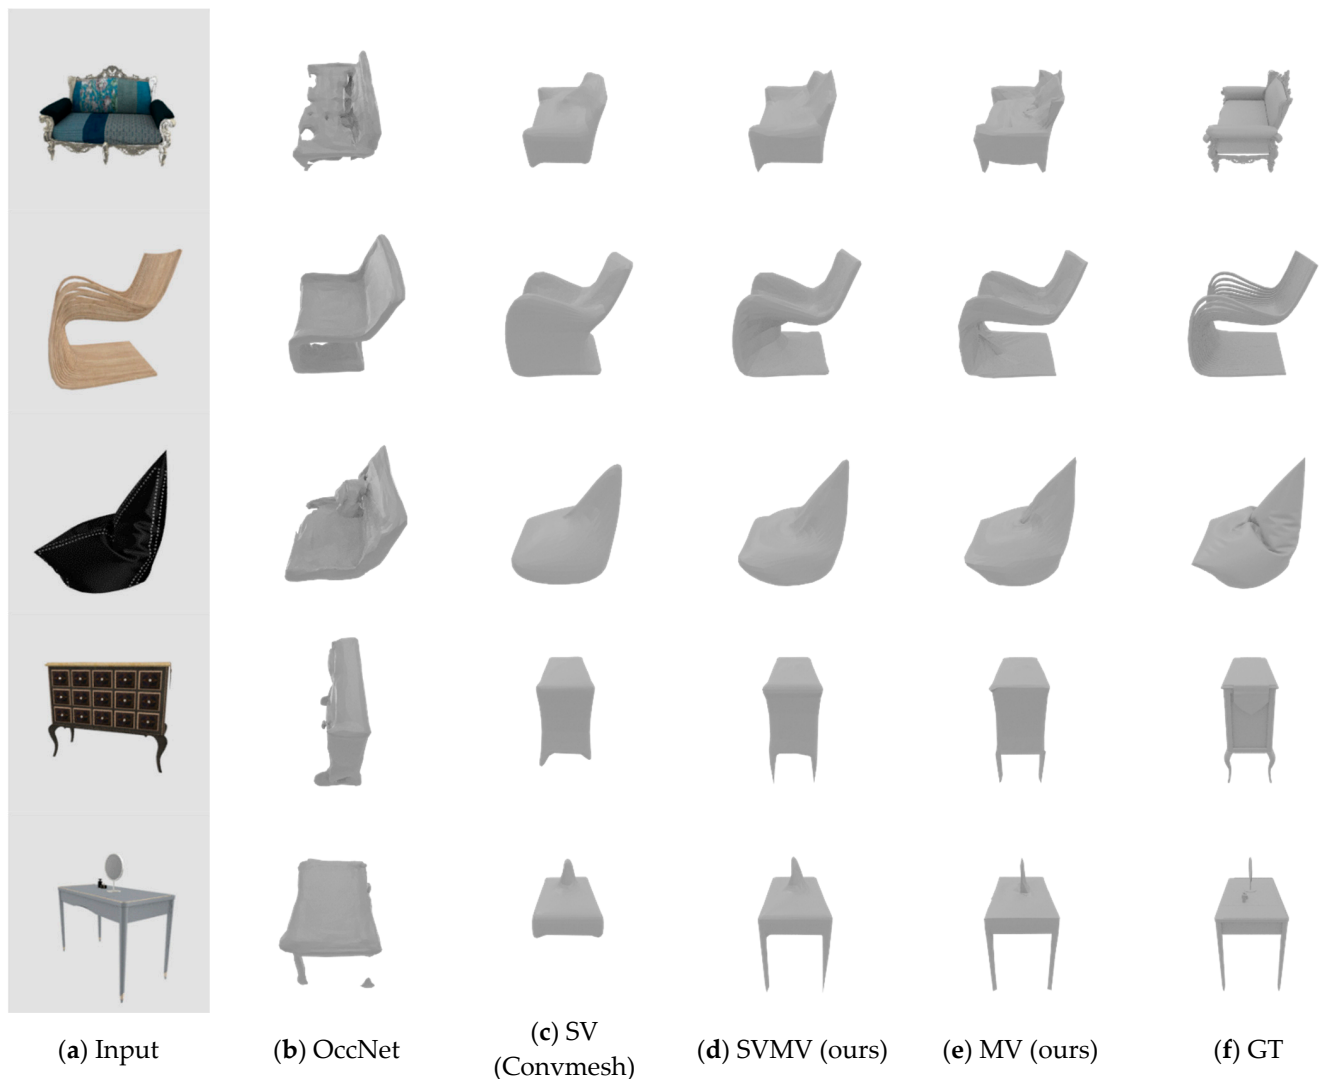 (a) Input
(b) OccNet
(c) SV
(Convmesh)
(d) SVMV (ours)
(e) MV (ours)
(f) GT